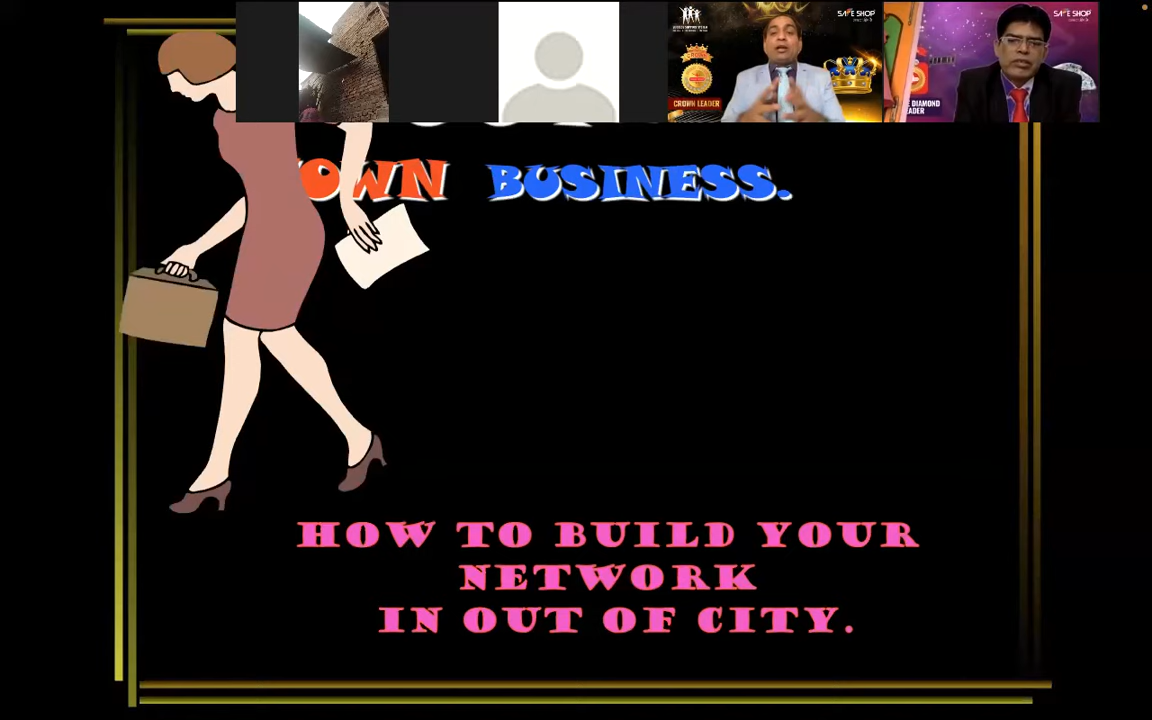 SAFE SHOP
CROWN LEADER
SAFE SHOP
DIAMOND
LEADER
OWN BUSINESS.
HOW TO BUILD YOUR
NETWORK
IN OUT OF CITY.